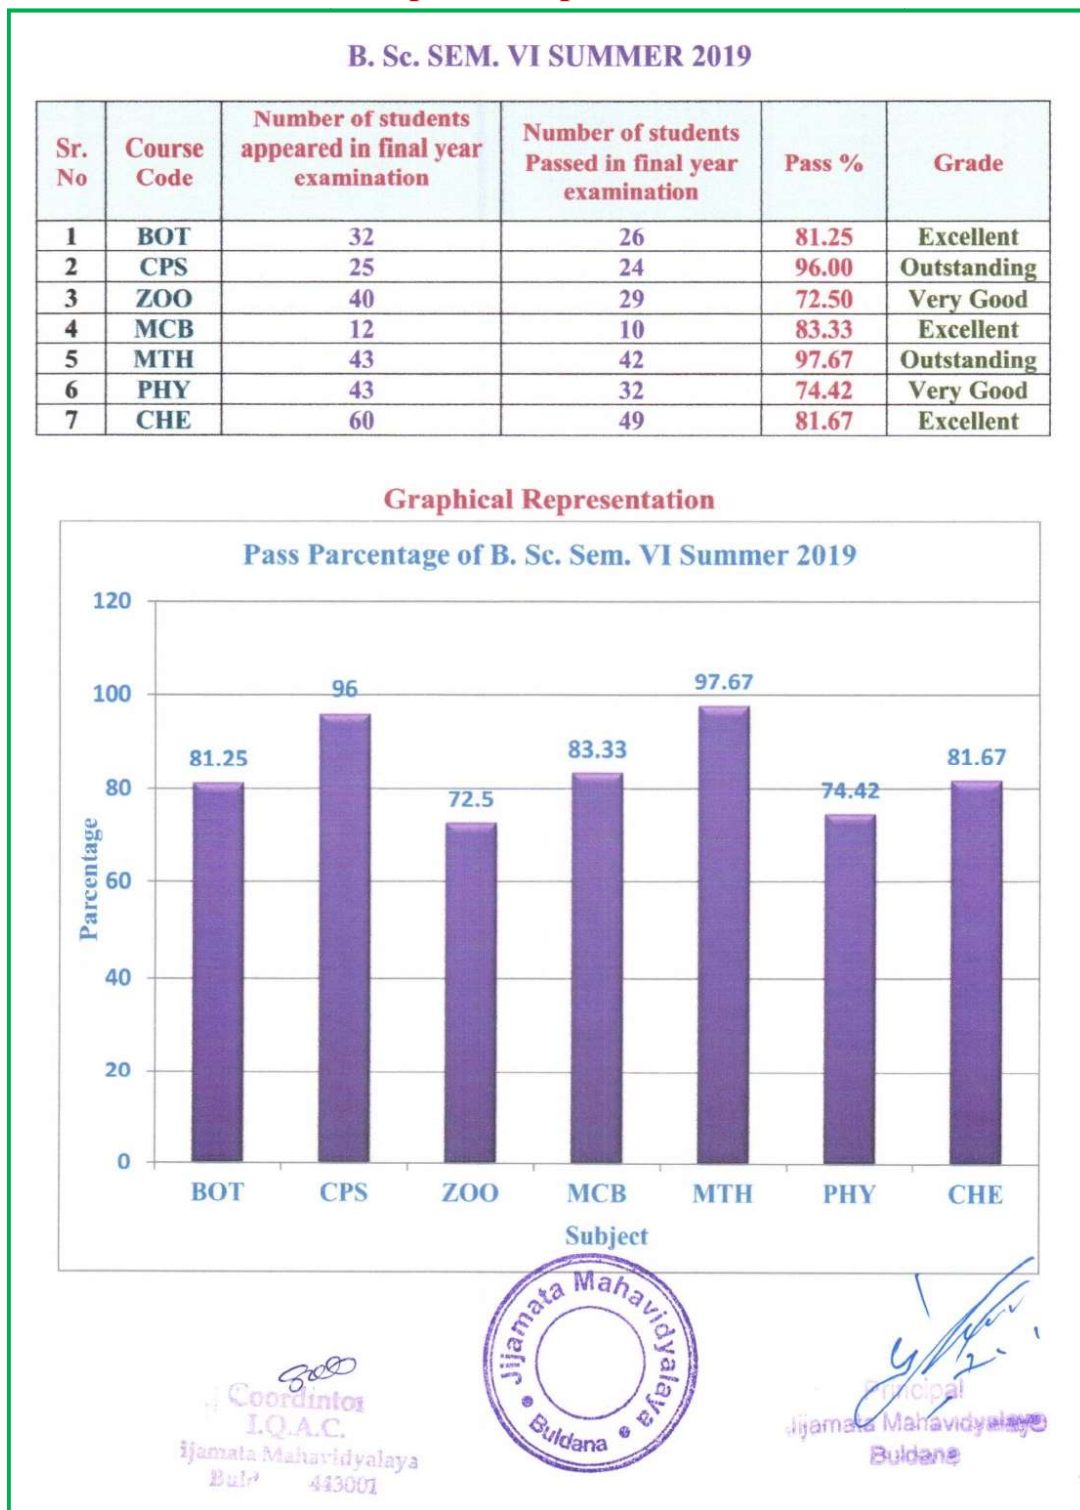 B. Sc. SEM. VI SUMMER 2019
Sr. No Course Code Number of students appeared in final year examination Number of students Passed in final year examination Pass % Grade
1 BOT 32 26 81.25 Excellent
2 CPS 25 24 96.00 Outstanding
3 ZOO 40 29 72.50 Very Good
4 MCB 12 10 83.33 Excellent
5 MTH 43 42 97.67 Outstanding
6 PHY 43 32 74.42 Very Good
7 CHE 60 49 81.67 Excellent
Graphical Representation
Pass Parcentage of B. Sc. Sem. VI Summer 2019
120
100
80
60
40
20
0
Parcentage
81.25
96
72.5
83.33
97.67
74.42
81.67
BOT CPS ZOO MCB MTH PHY CHE
Subject
Jijamata Mahavidyalaya
Buldana
Coordintor
I.Q.A.C.
Mahavidyalaya
443001
Principal
Jijamata Mahavidyalaya
Buldana